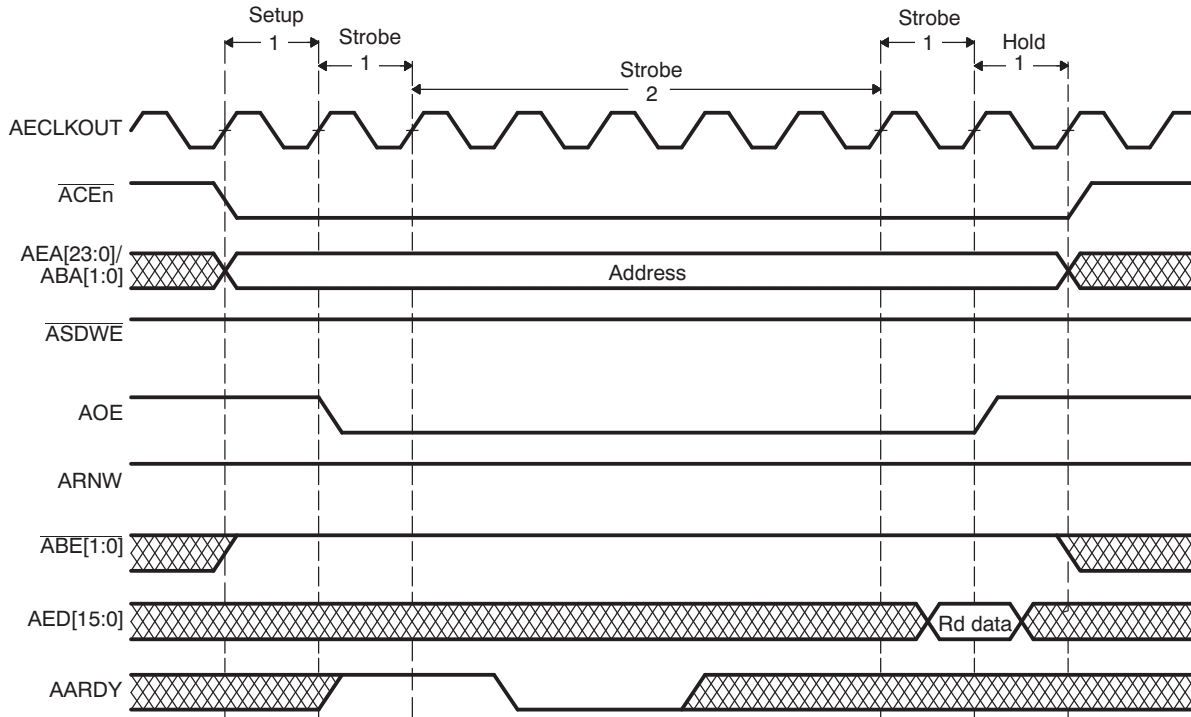 Setup
1
Strobe
1
Strobe
2
Strobe
1
Hold
1
AECLKOUT
ACEn
AEA[23:0]/
ABA[1:0]
Address
ASDWE
AOE
ARNW
ABE[1:0]
AED[15:0]
Rd data
AARDY